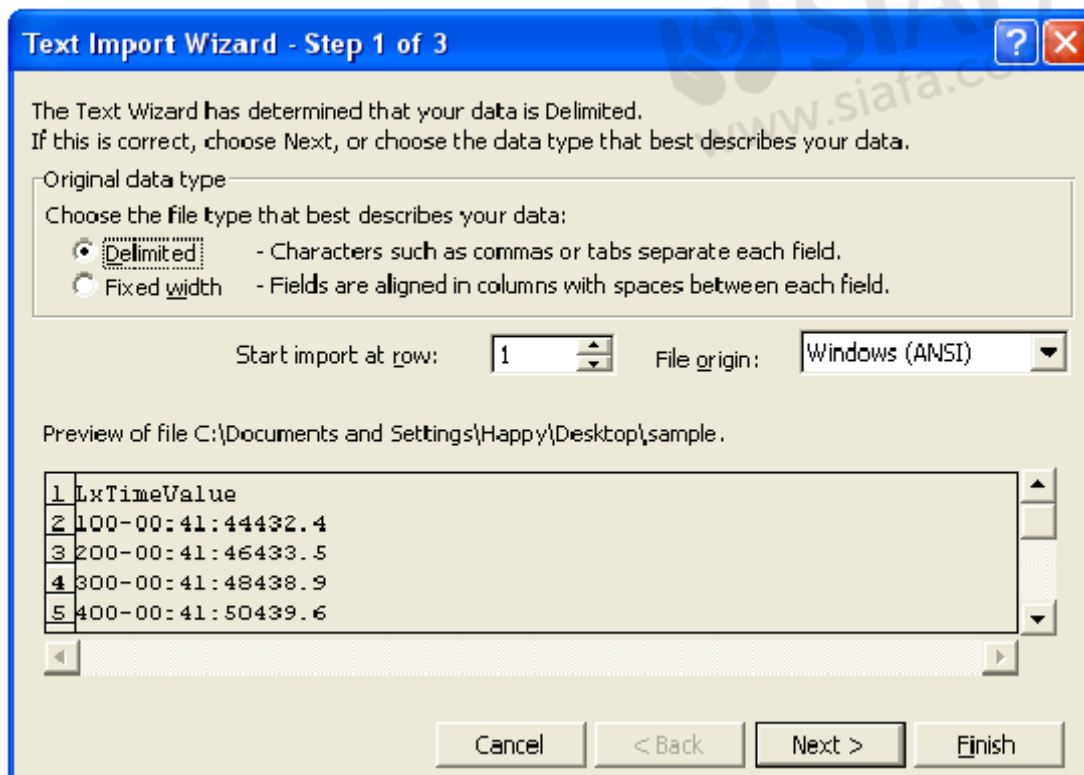 SIAFA
www.siafa.com
Text Import Wizard - Step 1 of 3
The Text Wizard has determined that your data is Delimited.
If this is correct, choose Next, or choose the data type that best describes your data.
Original data type
Choose the file type that best describes your data:
Delimited - Characters such as commas or tabs separate each field.
Fixed width - Fields are aligned in columns with spaces between each field.
Start import at row: 1 File origin: Windows (ANSI)
Preview of file C:\Documents and Settings\Happy\Desktop\sample.
1 LxTimeValue
2 100-00:41:44432.4
3 200-00:41:46433.5
4 300-00:41:48438.9
5 400-00:41:50439.6
Cancel < Back Next > Finish